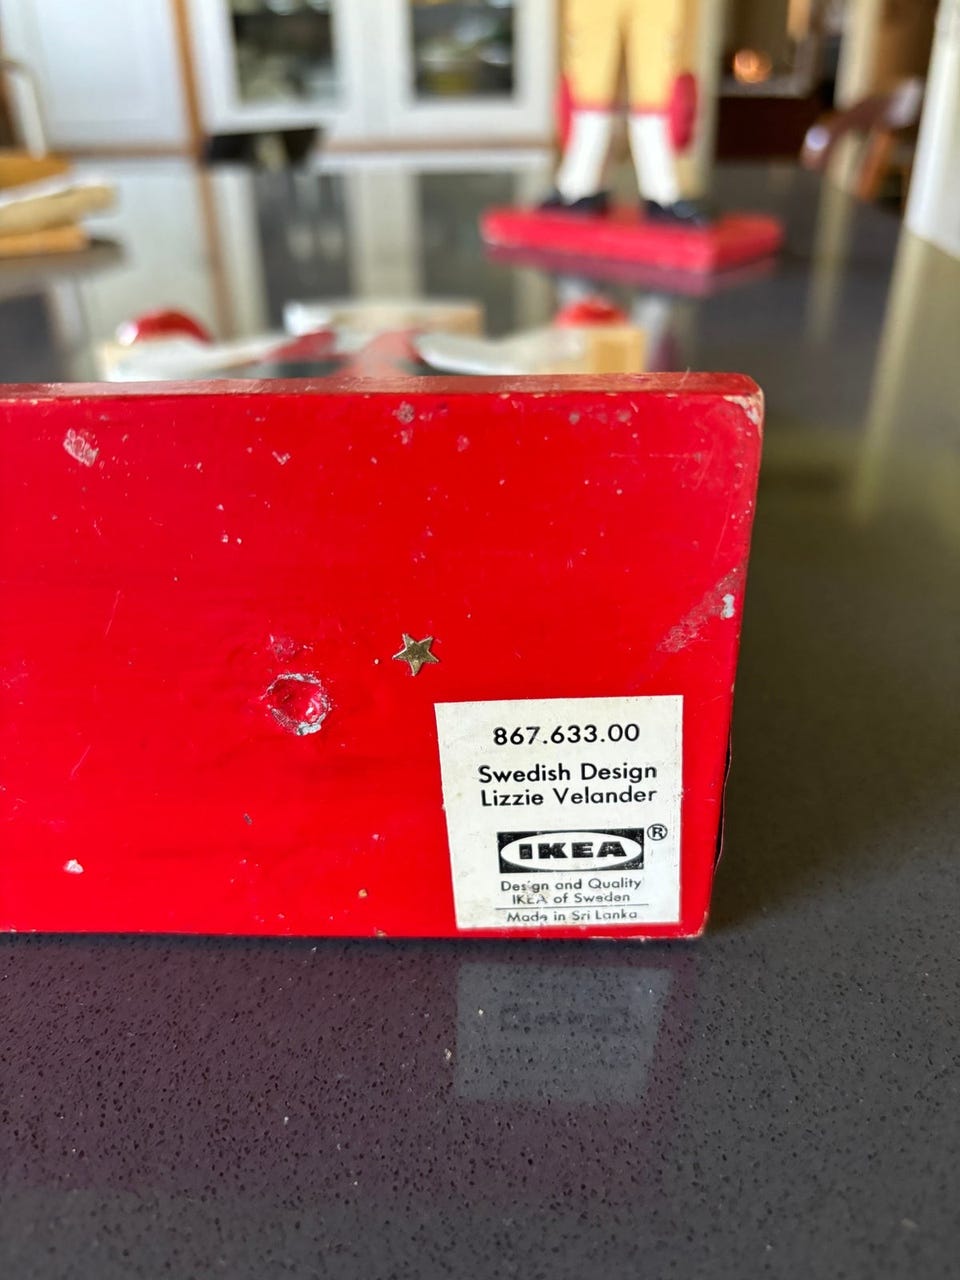 867.633.00
Swedish Design
Lizzie Velander
IKEA ®
Design and Quality
IKEA of Sweden
Made in Sri Lanka